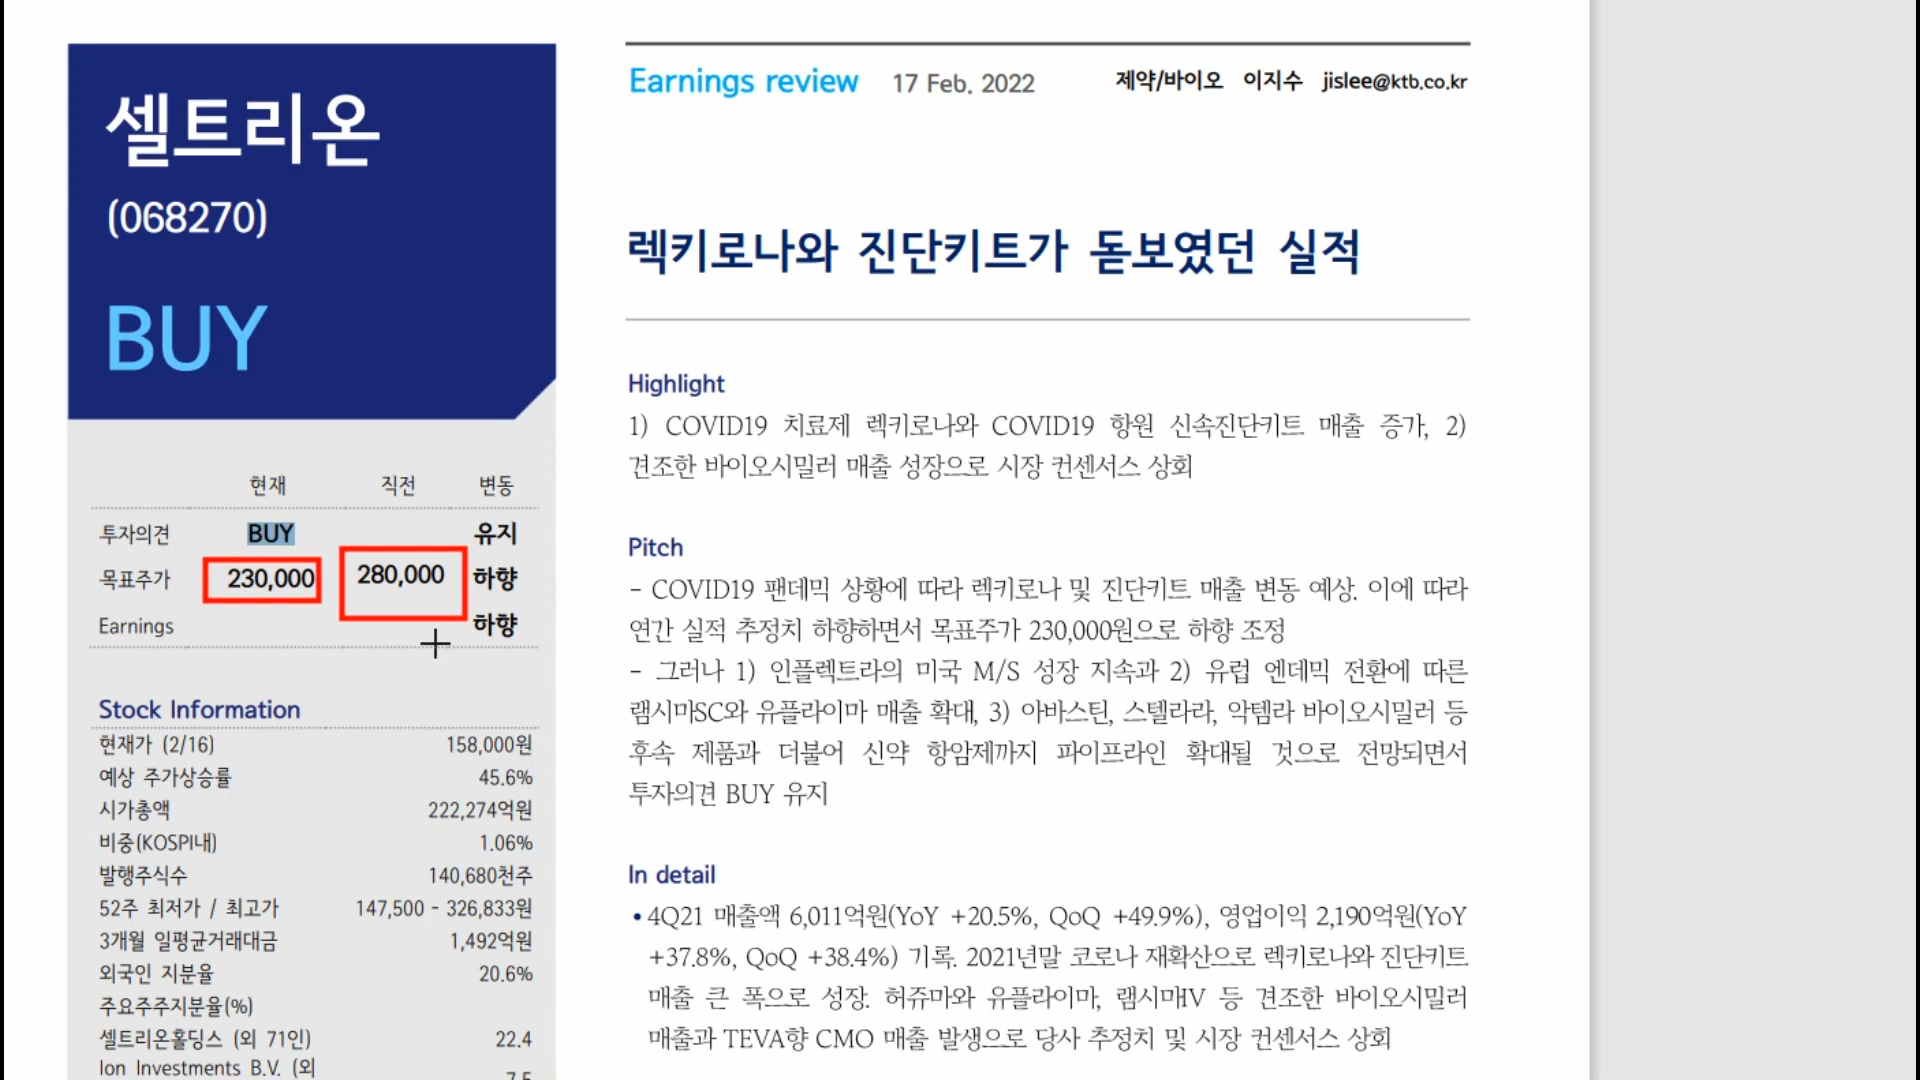 셀트리온
(068270)
BUY
현재 직전 변동
투자의견 BUY 유지
목표주가 230,000 280,000 하향
Earnings 하향
Stock Information
현재가 (2/16) 158,000원
예상 주가상승률 45.6%
시가총액 222,274억원
비중(KOSPI내) 1.06%
발행주식수 140,680천주
52주 최저가 / 최고가 147,500 - 326,833원
3개월 일평균거래대금 1,492억원
외국인 지분율 20.6%
주요주주지분율(%)
셀트리온홀딩스 (외 71인) 22.4
Ion Investments B.V. (외
Earnings review 17 Feb. 2022 제약/바이오 이지수 jislee@ktb.co.kr
렉키로나와 진단키트가 돋보였던 실적
Highlight
1) COVID19 치료제 렉키로나와 COVID19 항원 신속진단키트 매출 증가, 2)
견조한 바이오시밀러 매출 성장으로 시장 컨센서스 상회
Pitch
- COVID19 팬데믹 상황에 따라 렉키로나 및 진단키트 매출 변동 예상. 이에 따라
연간 실적 추정치 하향하면서 목표주가 230,000원으로 하향 조정
- 그러나 1) 인플렉트라의 미국 M/S 성장 지속과 2) 유럽 엔데믹 전환에 따른
램시마SC와 유플라이마 매출 확대, 3) 아바스틴, 스텔라라, 악템라 바이오시밀러 등
후속 제품과 더불어 신약 항암제까지 파이프라인 확대될 것으로 전망되면서
투자의견 BUY 유지
In detail
• 4Q21 매출액 6,011억원(YoY +20.5%, QoQ +49.9%), 영업이익 2,190억원(YoY
+37.8%, QoQ +38.4%) 기록. 2021년말 코로나 재확산으로 렉키로나와 진단키트
매출 큰 폭으로 성장. 허쥬마와 유플라이마, 램시마IV 등 견조한 바이오시밀러
매출과 TEVA향 CMO 매출 발생으로 당사 추정치 및 시장 컨센서스 상회